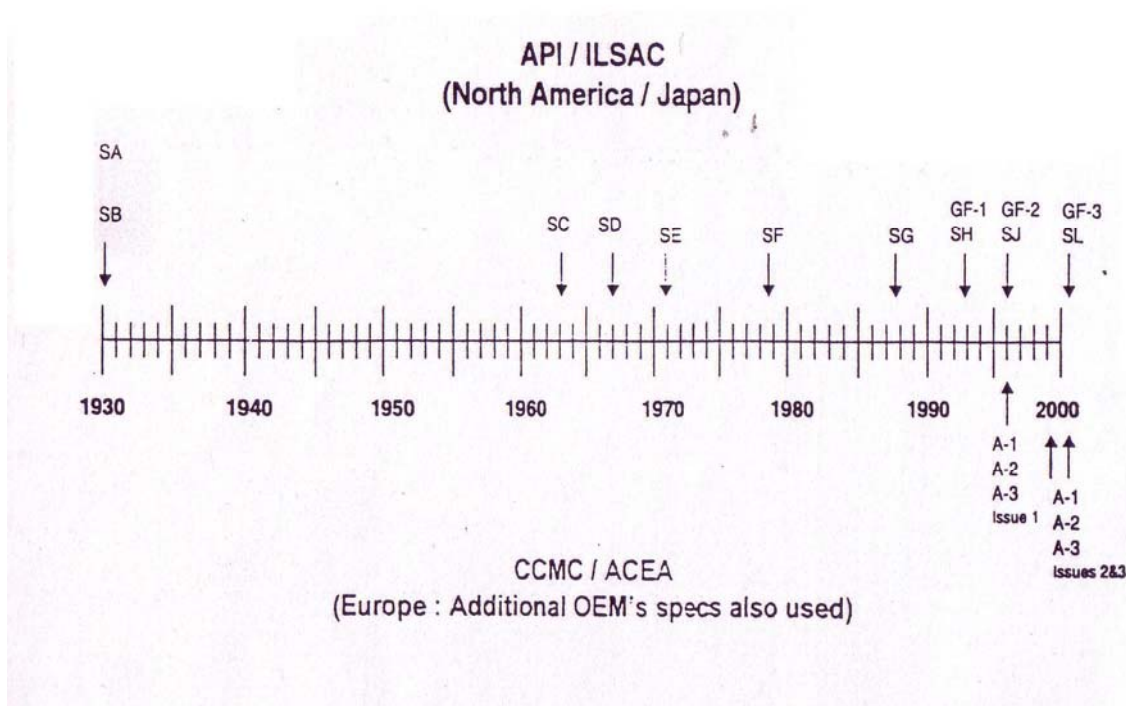 API / ILSAC
(North America / Japan)
SA
SB
SC
SD
SE
SF
SG
GF-1
SH
GF-2
SJ
GF-3
SL
1930
1940
1950
1960
1970
1980
1990
2000
A-1
A-2
A-3
Issue 1
A-1
A-2
A-3
Issues 2&3
CCMC / ACEA
(Europe : Additional OEM's specs also used)